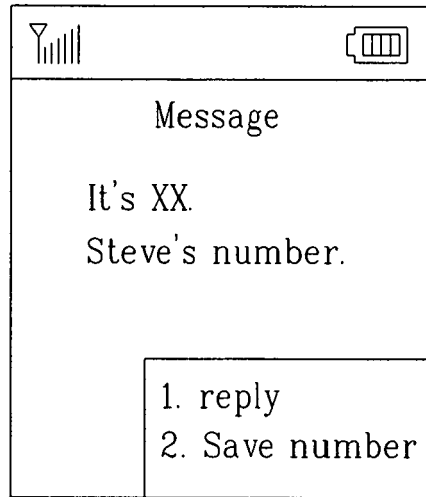 Message
It's XX.
Steve's number.
1. reply
2. Save number